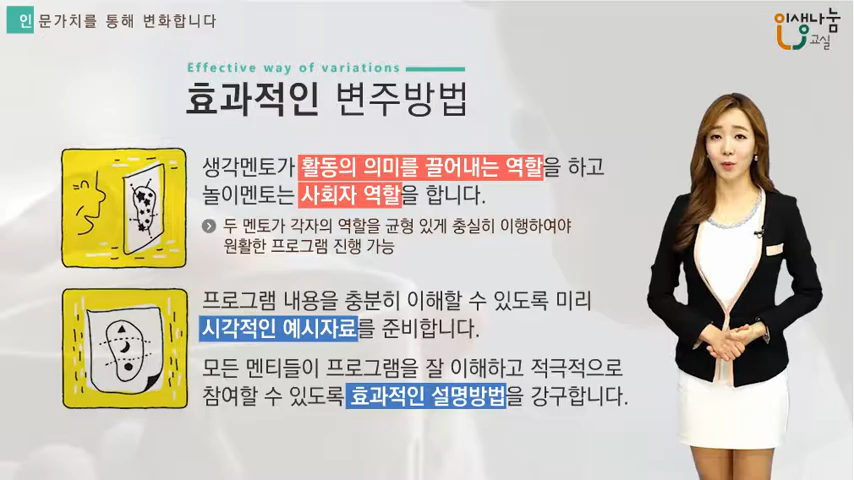 인문가치를 통해 변화합니다
인생나눔
교실
Effective way of variations
효과적인 변주방법
생각멘토가 활동의 의미를 끌어내는 역할을 하고
놀이멘토는 사회자 역할을 합니다.
두 멘토가 각자의 역할을 균형 있게 충실히 이행하여야
원활한 프로그램 진행 가능
프로그램 내용을 충분히 이해할 수 있도록 미리
시각적인 예시자료를 준비합니다.
모든 멘티들이 프로그램을 잘 이해하고 적극적으로
참여할 수 있도록 효과적인 설명방법을 강구합니다.